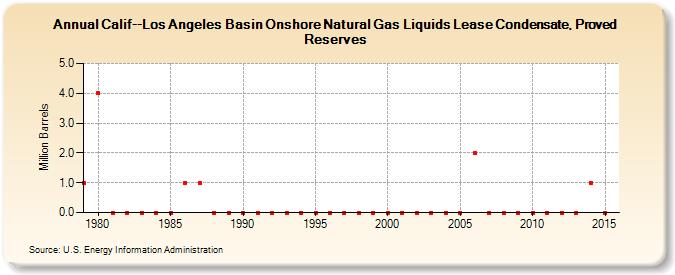 Annual Calif--Los Angeles Basin Onshore Natural Gas Liquids Lease Condensate, Proved
Reserves
Million Barrels
5.0
4.0
3.0
2.0
1.0
0.0
1980 1985 1990 1995 2000 2005 2010 2015
Source: U.S. Energy Information Administration